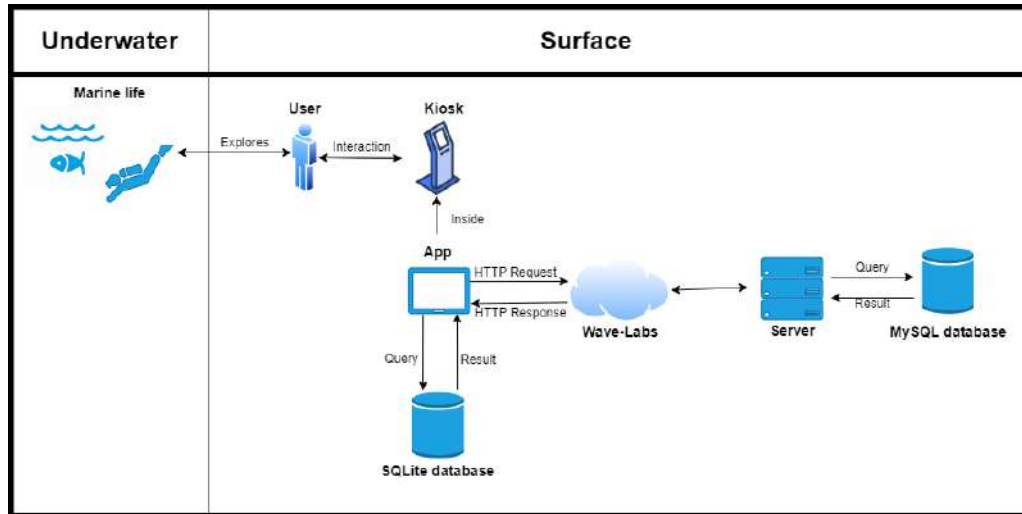 Underwater
Surface
Marine life
User
Kiosk
Explores
Interaction
Inside
App
HTTP Request
HTTP Response
Wave-Labs
Server
Query
Result
MySQL database
Query
Result
SQLite database